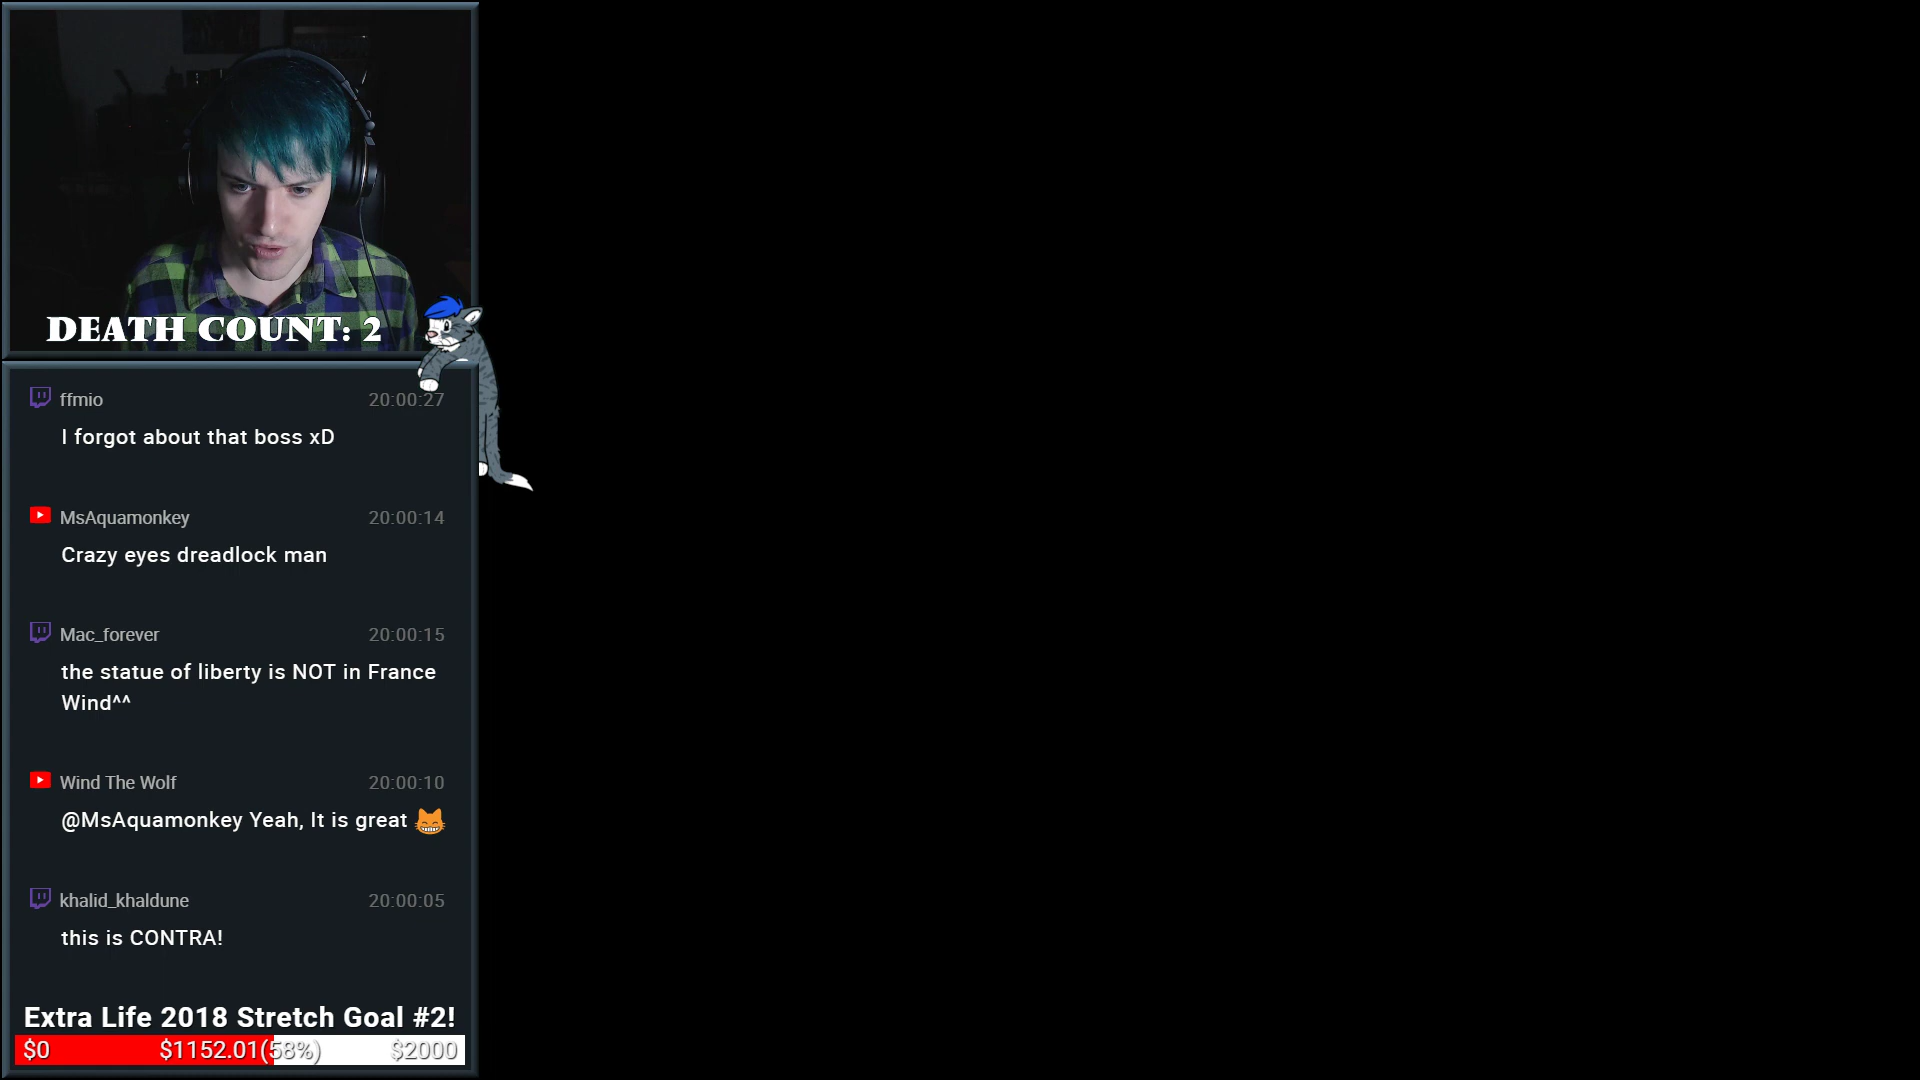 DEATH COUNT: 2
ffmio 20:00:27
I forgot about that boss xD
MsAquamonkey 20:00:14
Crazy eyes dreadlock man
Mac_forever 20:00:15
the statue of liberty is NOT in France
Wind^^
Wind The Wolf 20:00:10
@MsAquamonkey Yeah, It is great
khalid_khaldune 20:00:05
this is CONTRA!
Extra Life 2018 Stretch Goal #2!
$0 $1152.01(58%) $2000